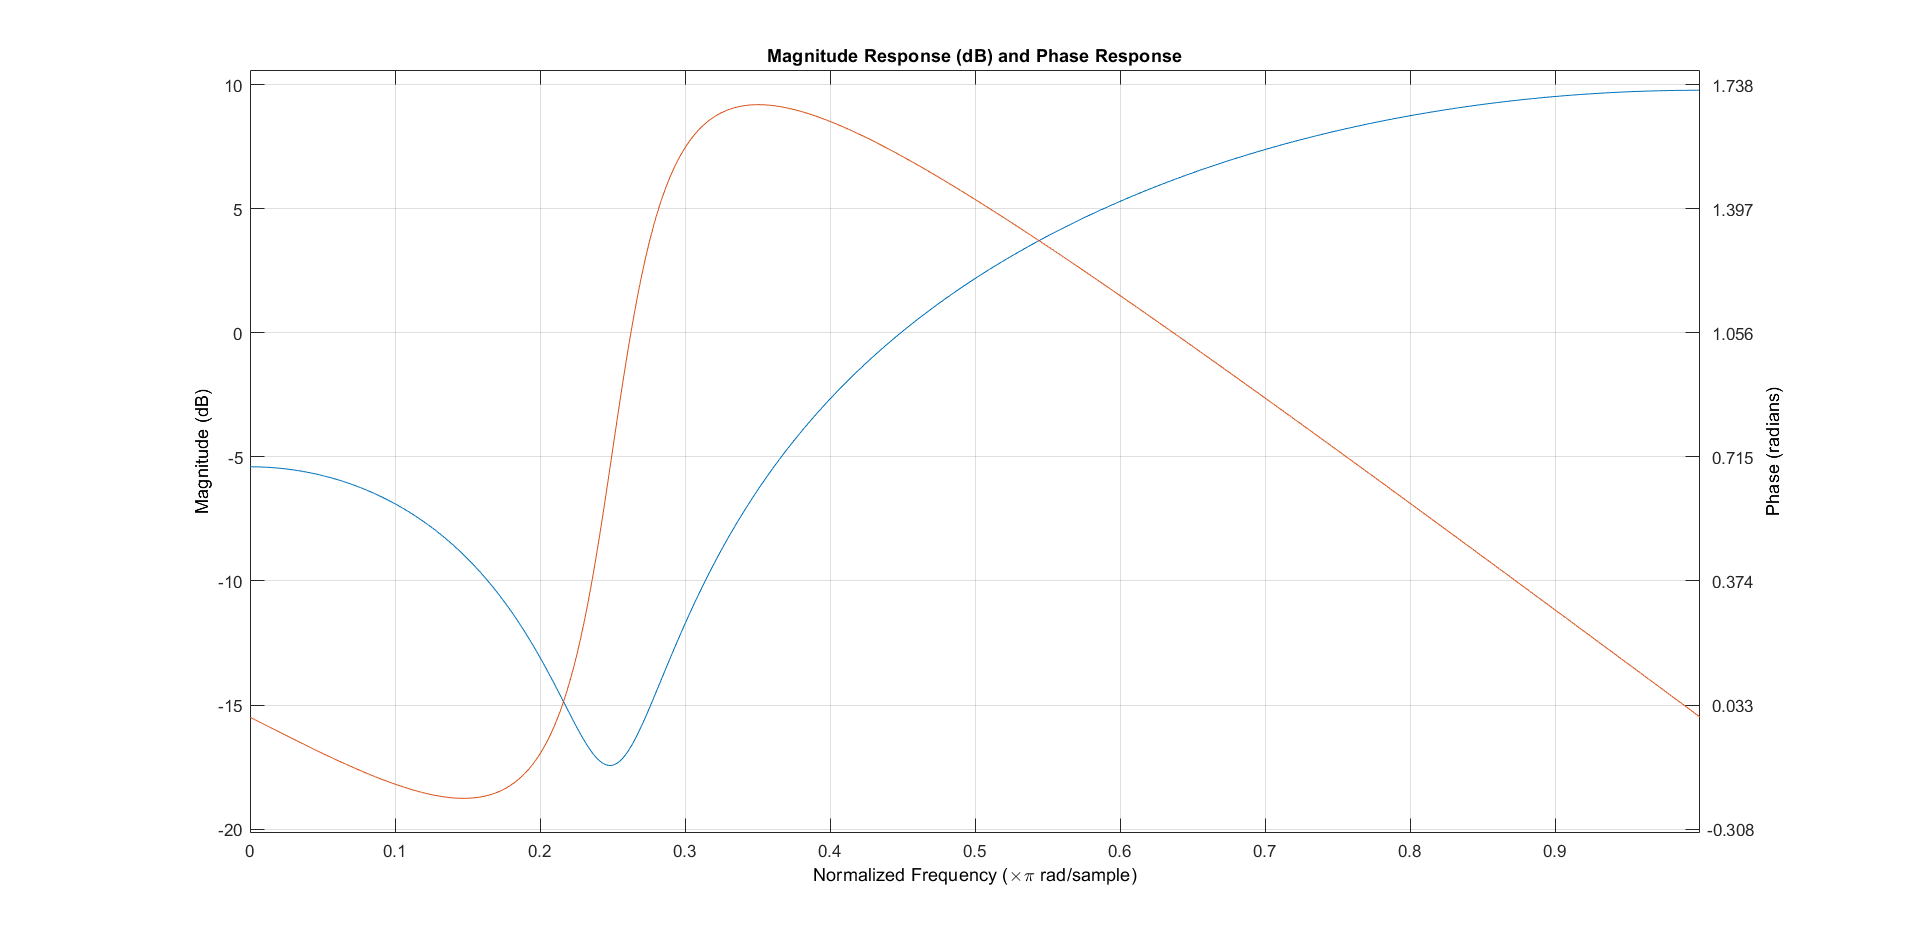 Magnitude Response (dB) and Phase Response
10
5
0
-5
-10
-15
-20
Magnitude (dB)
1.738
1.397
1.056
0.715
0.374
0.033
-0.308
Phase (radians)
0 0.1 0.2 0.3 0.4 0.5 0.6 0.7 0.8 0.9
Normalized Frequency (×π rad/sample)